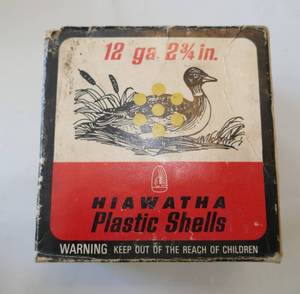 12 ga. 2¾ in.
HIAWATHA
Plastic Shells
WARNING KEEP OUT OF THE REACH OF CHILDREN